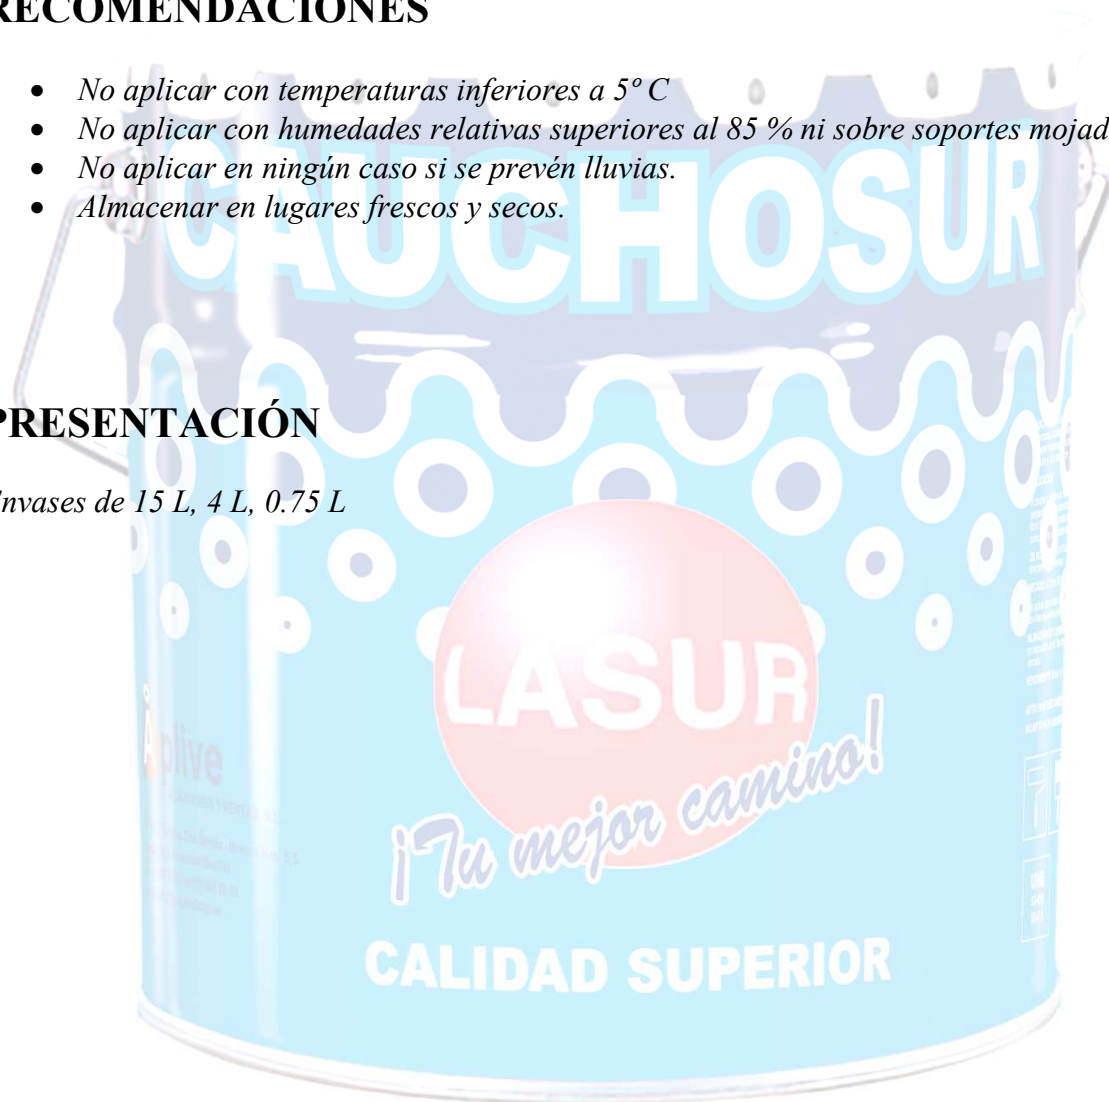 RECOMENDACIONES
• No aplicar con temperaturas inferiores a 5º C
• No aplicar con humedades relativas superiores al 85 % ni sobre soportes mojad
• No aplicar en ningún caso si se prevén lluvias.
• Almacenar en lugares frescos y secos.
CAUCHOSUR
PRESENTACIÓN
Envases de 15 L, 4 L, 0.75 L
LASUR
¡Tu mejor camino!
CALIDAD SUPERIOR